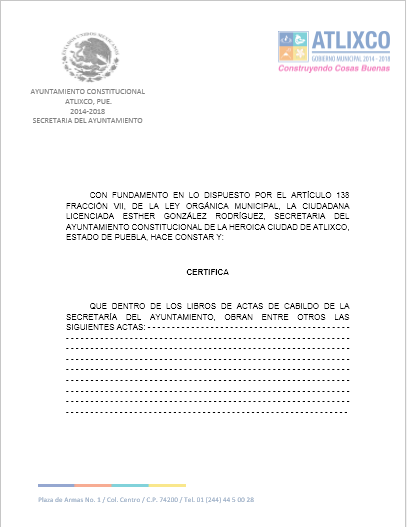 ESTADOS UNIDOS MEXICANOS
ATLIXCO
GOBIERNO MUNICIPAL 2014 - 2018
Construyendo Cosas Buenas
AYUNTAMIENTO CONSTITUCIONAL
ATLIXCO, PUE.
2014-2018
SECRETARIA DEL AYUNTAMIENTO
CON FUNDAMENTO EN LO DISPUESTO POR EL ARTÍCULO 138
FRACCIÓN VII, DE LA LEY ORGÁNICA MUNICIPAL, LA CIUDADANA
LICENCIADA ESTHER GONZÁLEZ RODRÍGUEZ, SECRETARIA DEL
AYUNTAMIENTO CONSTITUCIONAL DE LA HEROICA CIUDAD DE ATLIXCO,
ESTADO DE PUEBLA, HACE CONSTAR Y:
CERTIFICA
QUE DENTRO DE LOS LIBROS DE ACTAS DE CABILDO DE LA
SECRETARÍA DEL AYUNTAMIENTO, OBRAN ENTRE OTROS LAS
SIGUIENTES ACTAS: - - - - - - - - - - - - - - - - - - - - - - - - - - - - - - - - - - - - -
Plaza de Armas No. 1 / Col. Centro / C.P. 74200 / Tel. 01 (244) 44 5 00 28